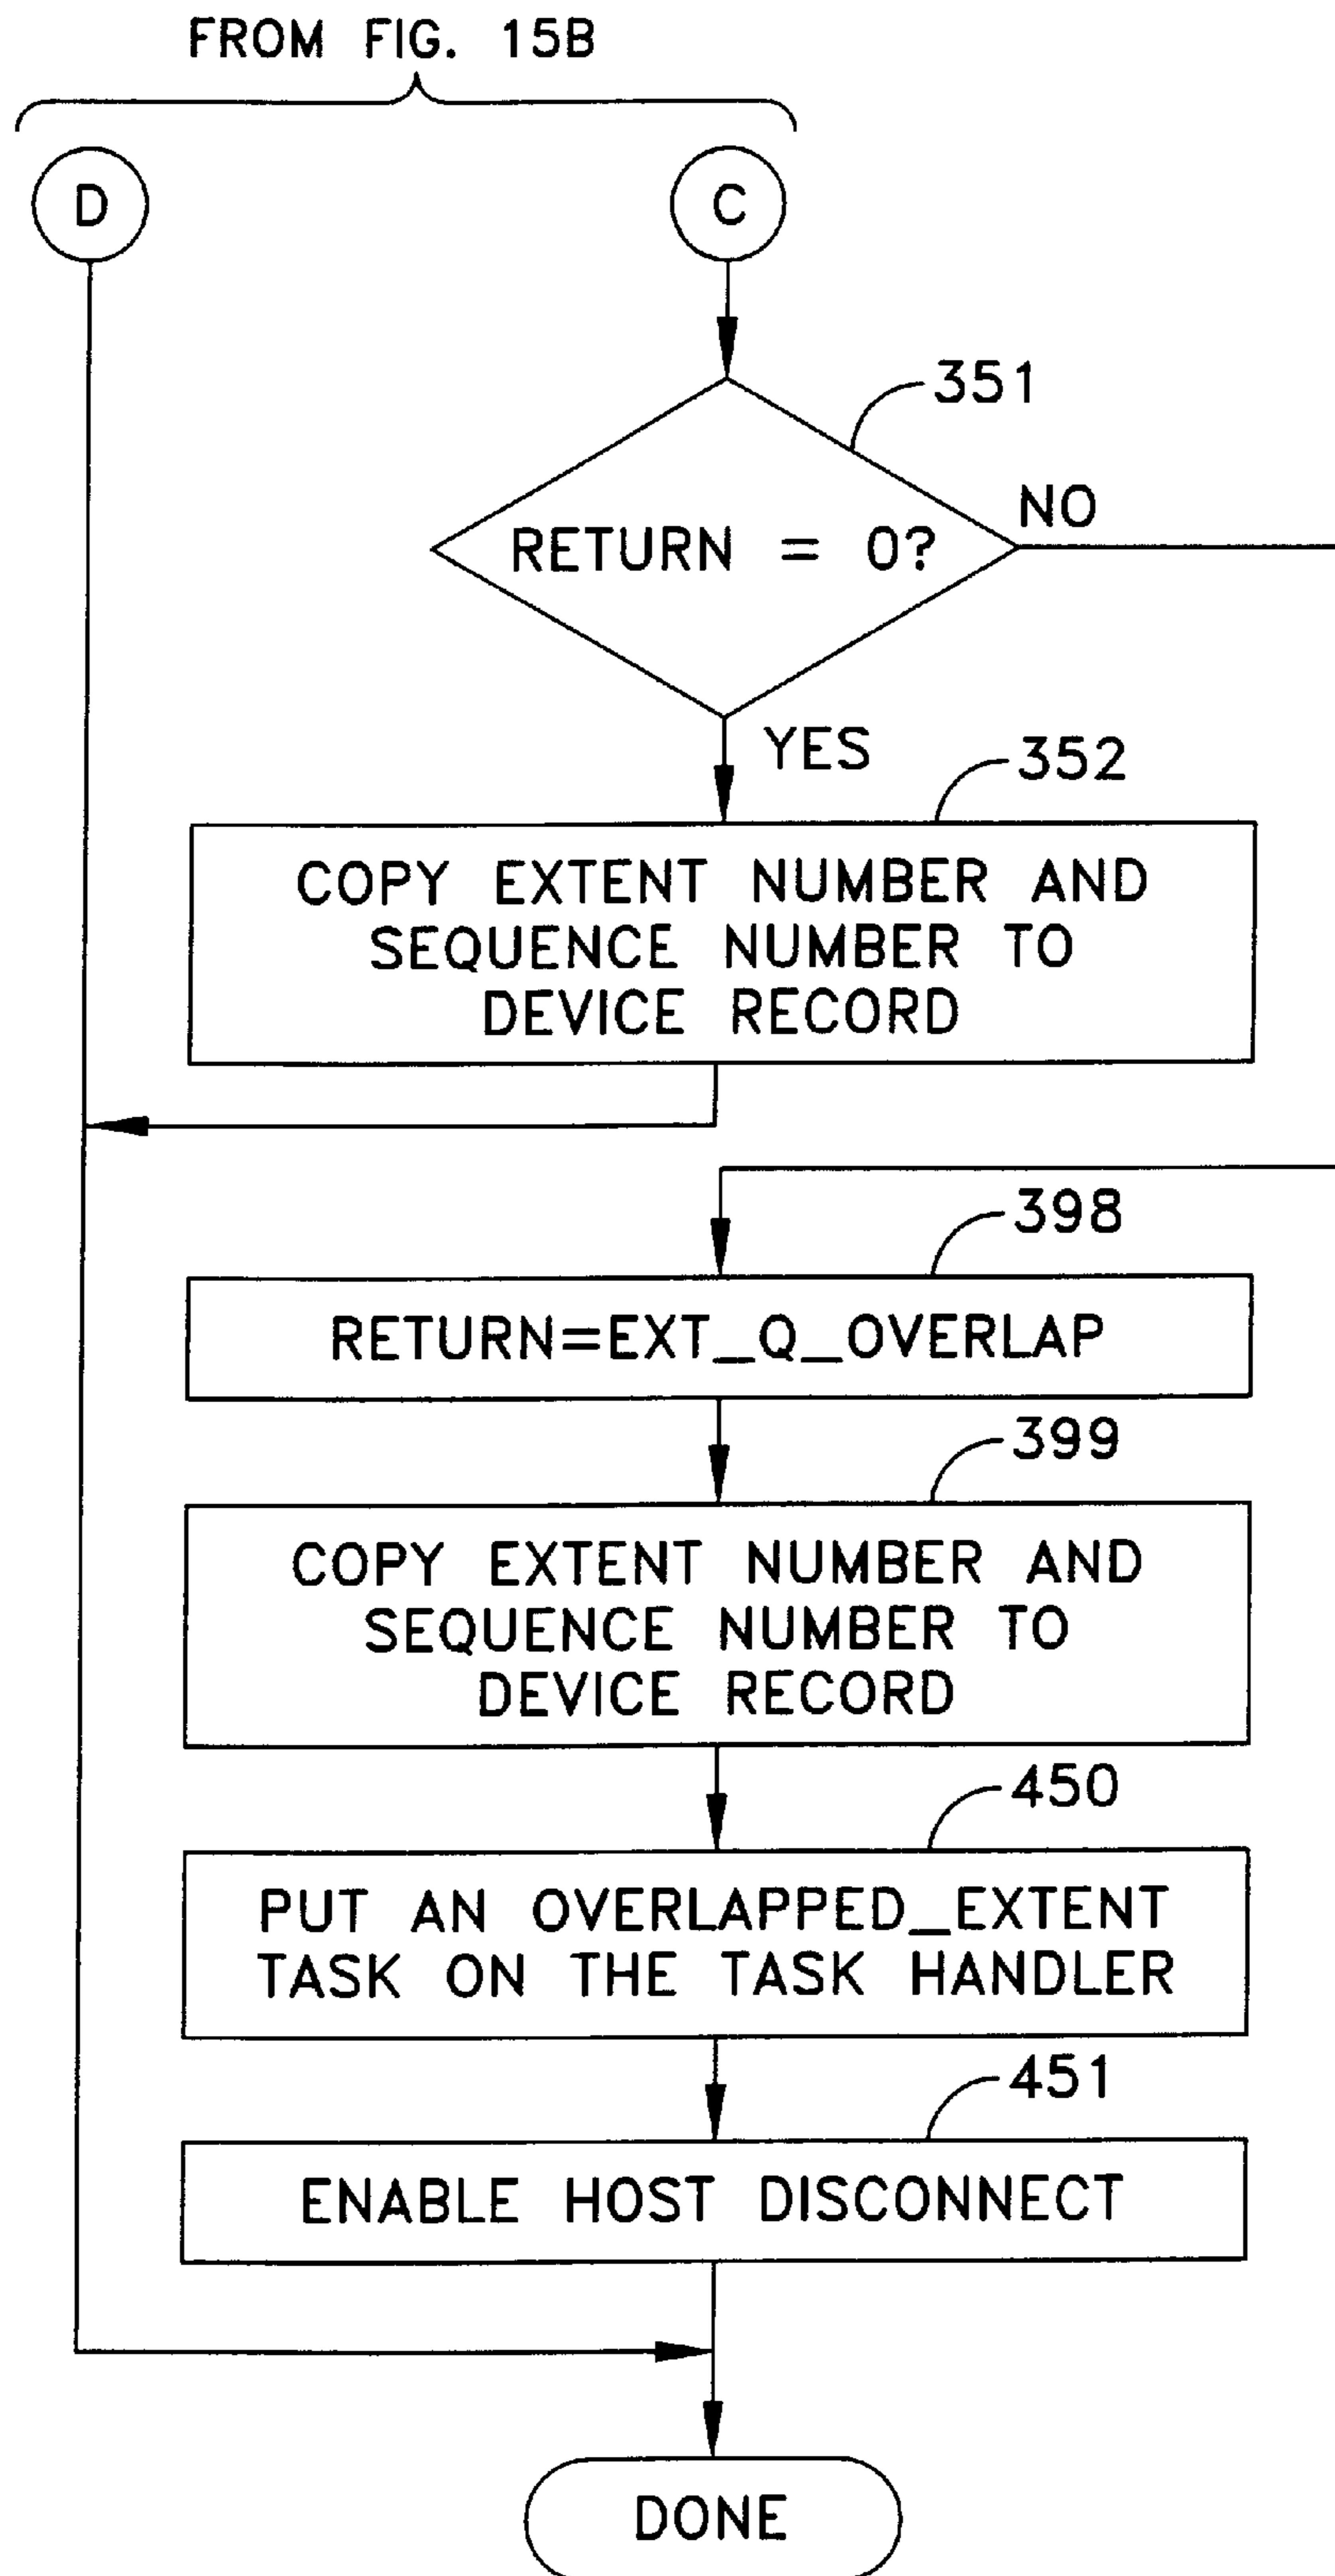 FROM FIG. 15B
D
C
351
RETURN = 0?
NO
YES
352
COPY EXTENT NUMBER AND
SEQUENCE NUMBER TO
DEVICE RECORD
398
RETURN=EXT_Q_OVERLAP
399
COPY EXTENT NUMBER AND
SEQUENCE NUMBER TO
DEVICE RECORD
450
PUT AN OVERLAPPED_EXTENT
TASK ON THE TASK HANDLER
451
ENABLE HOST DISCONNECT
DONE